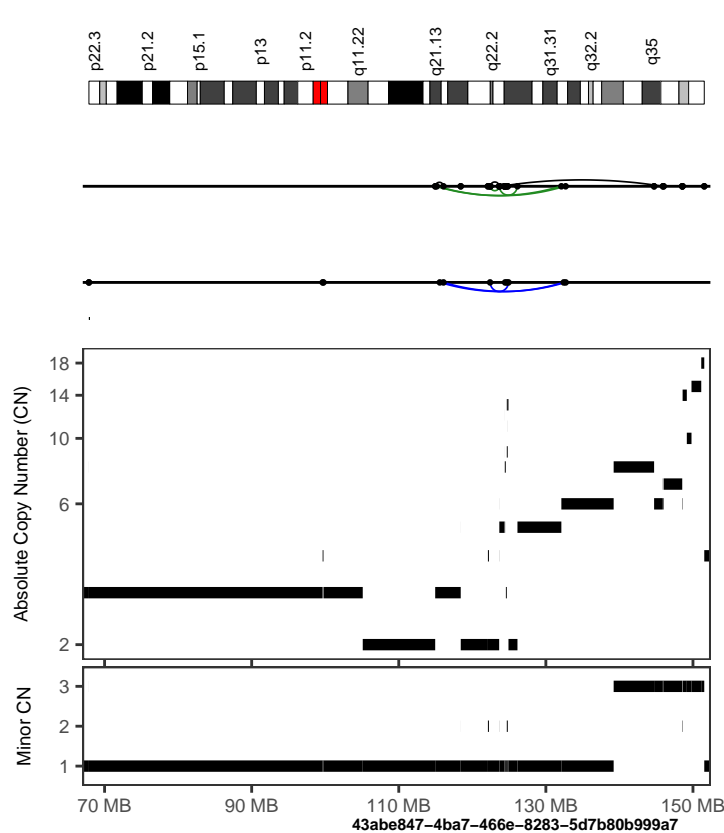 p22.3 p21.2 p15.1 p13 p11.2 q11.22 q21.13 q22.2 q31.31 q32.2 q35
Absolute Copy Number (CN)
18
14
10
6
2
Minor CN
3
2
1
70 MB 90 MB 110 MB 130 MB 150 MB
43abe847−4ba7−466e−8283−5d7b80b999a7